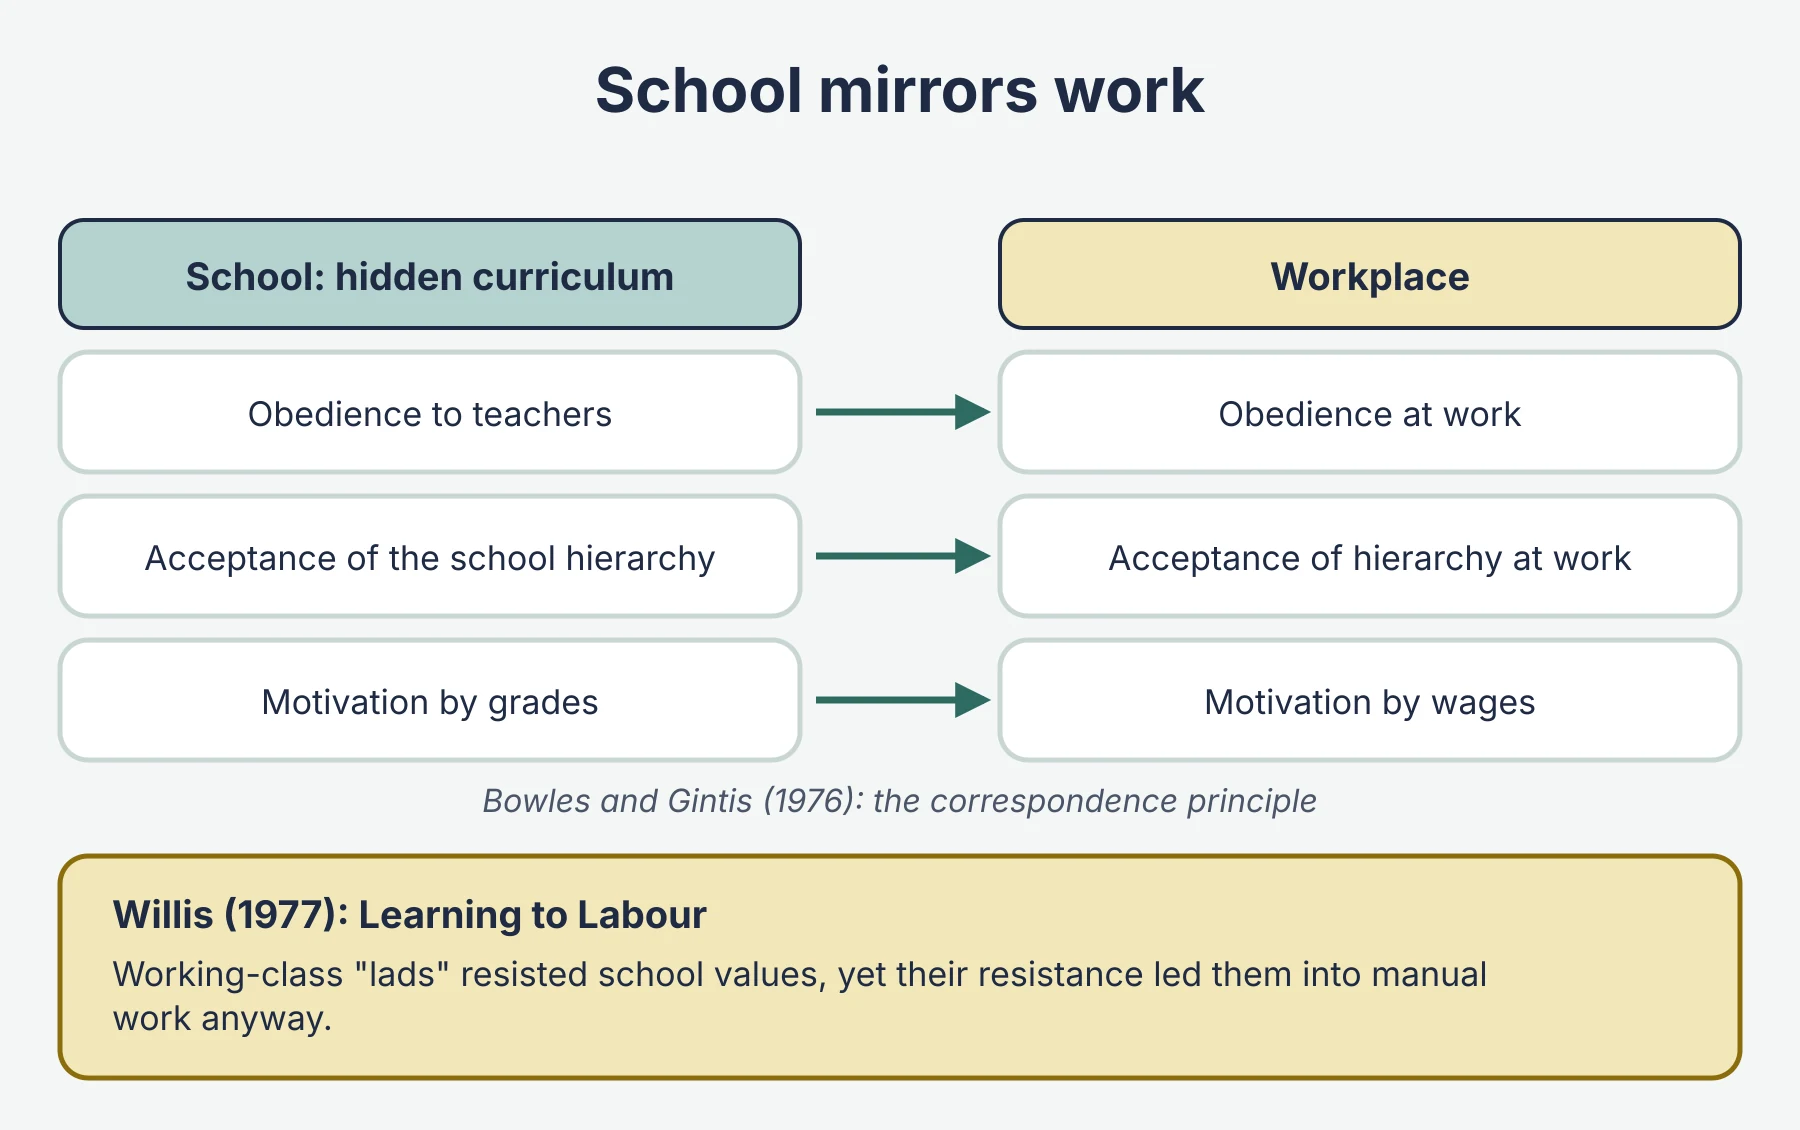 School mirrors work
School: hidden curriculum
Workplace
Obedience to teachers
Obedience at work
Acceptance of the school hierarchy
Acceptance of hierarchy at work
Motivation by grades
Motivation by wages
Bowles and Gintis (1976): the correspondence principle
Willis (1977): Learning to Labour
Working-class "lads" resisted school values, yet their resistance led them into manual
work anyway.